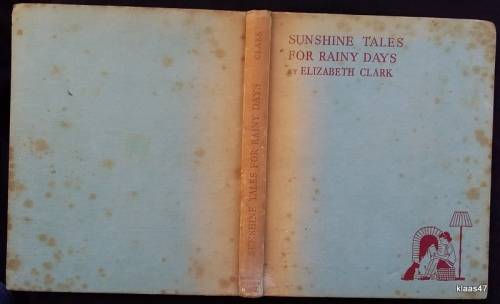 SUNSHINE TALES
FOR RAINY DAYS
BY ELIZABETH CLARK
SUNSHINE TALES FOR RAINY DAYS CLARK
klaas47